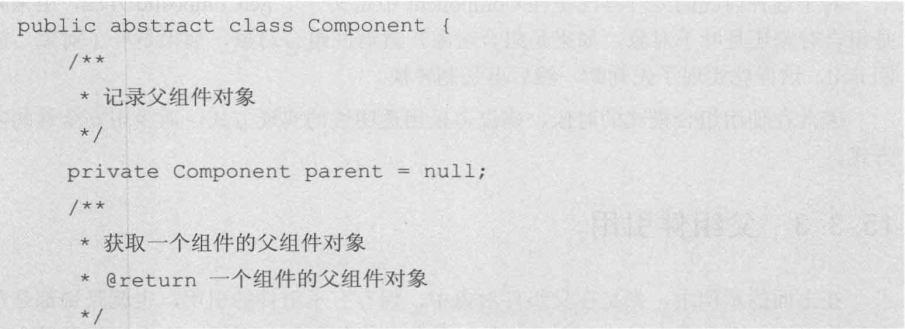 public abstract class Component {
/**
* 记录父组件对象
*/
private Component parent = null;
/**
* 获取一个组件的父组件对象
* @return 一个组件的父组件对象
*/